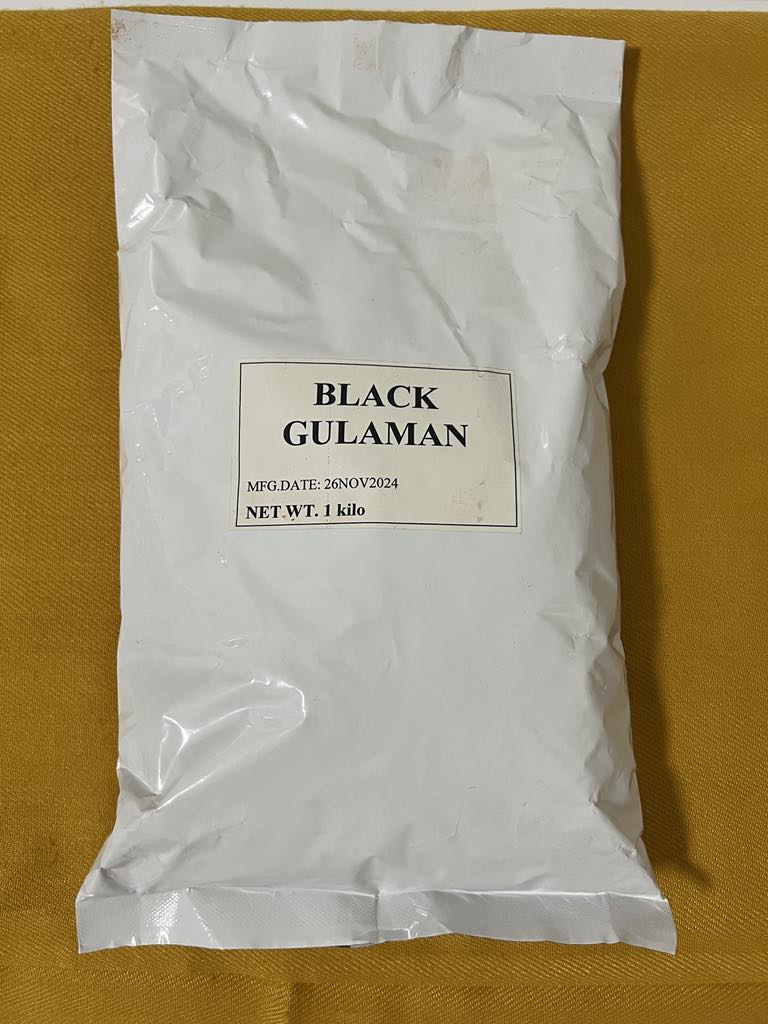 BLACK
GULAMAN
MFG.DATE: 26NOV2024
NET.WT. 1 kilo